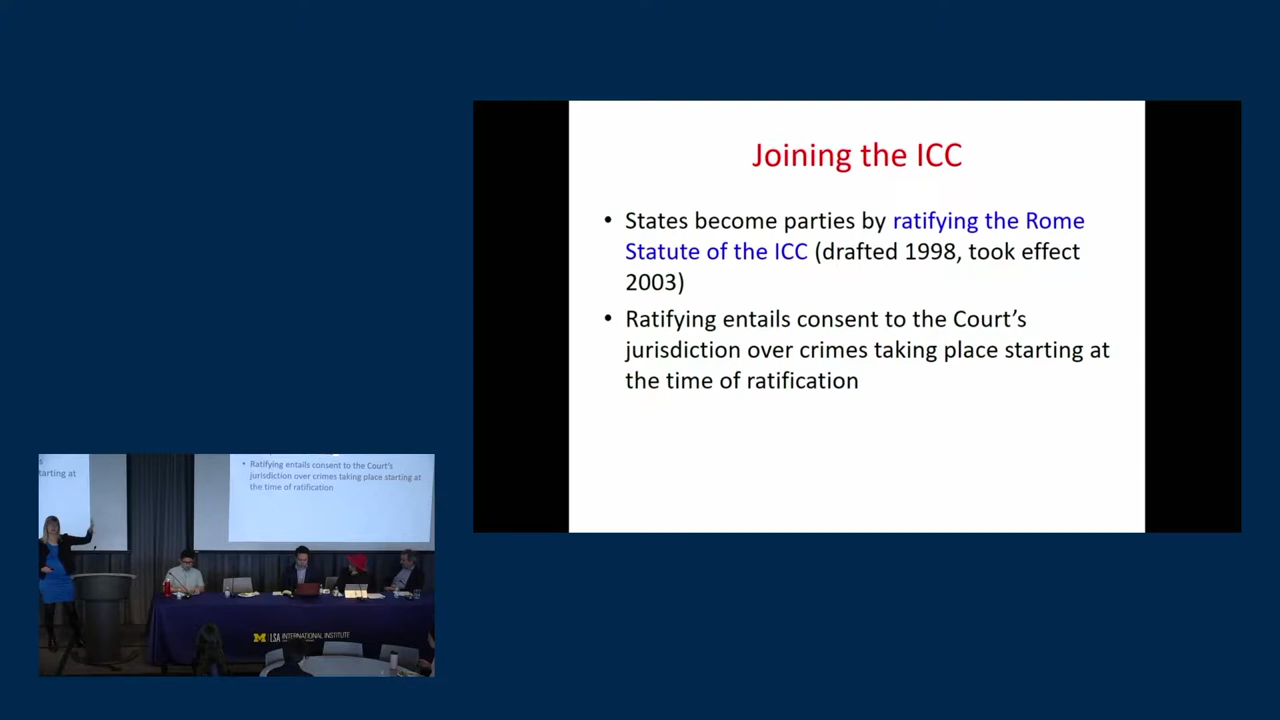 Joining the ICC
• States become parties by ratifying the Rome
Statute of the ICC (drafted 1998, took effect
2003)
• Ratifying entails consent to the Court's
jurisdiction over crimes taking place starting at
the time of ratification
starting at
• Ratifying entails consent to the Court's
jurisdiction over crimes taking place starting at
the time of ratification
M LSA INTERNATIONAL INSTITUTE